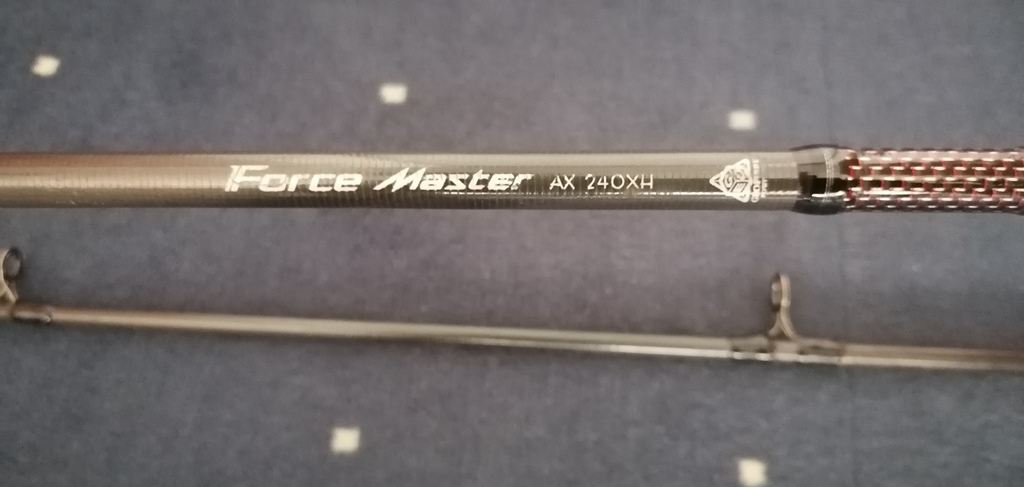 Force Master AX 240XH